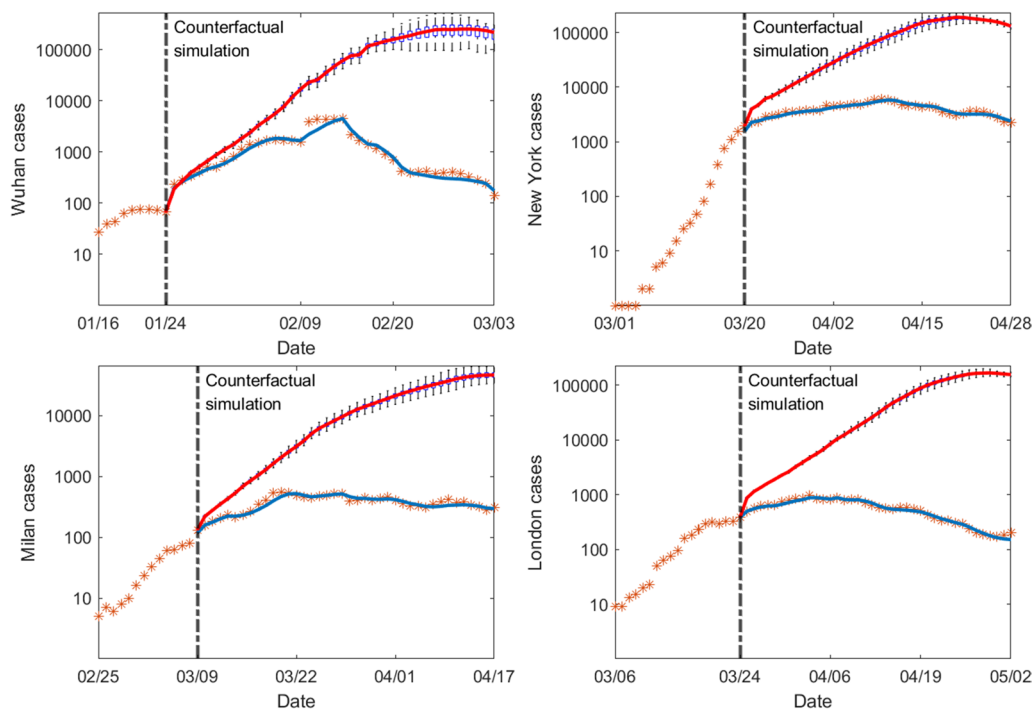 Counterfactual
simulation
100000
10000
1000
100
10
Wuhan cases
01/16
01/24
02/09
02/20
03/03
Date
Counterfactual
simulation
100000
10000
1000
100
10
New York cases
03/01
03/20
04/02
04/15
04/28
Date
Counterfactual
simulation
10000
1000
100
10
Milan cases
02/25
03/09
03/22
04/01
04/17
Date
Counterfactual
simulation
100000
10000
1000
100
10
London cases
03/06
03/24
04/06
04/19
05/02
Date